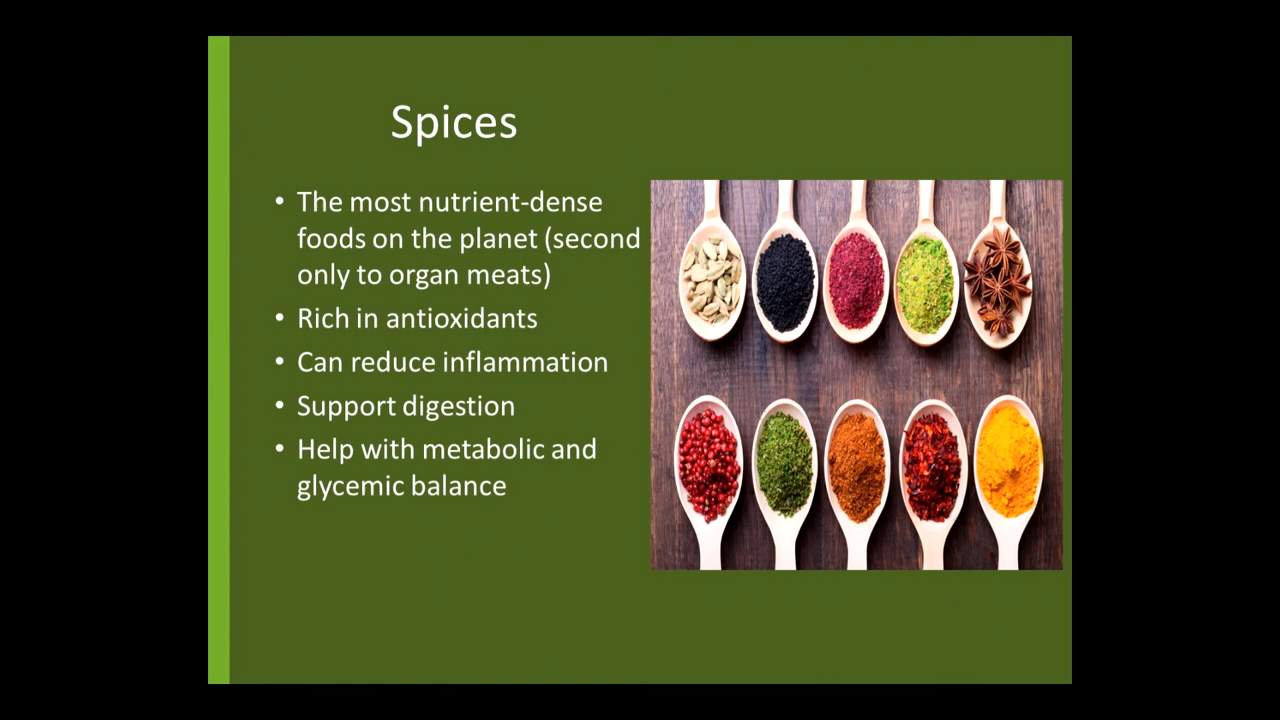 Spices
• The most nutrient-dense
foods on the planet (second
only to organ meats)
• Rich in antioxidants
• Can reduce inflammation
• Support digestion
• Help with metabolic and
glycemic balance